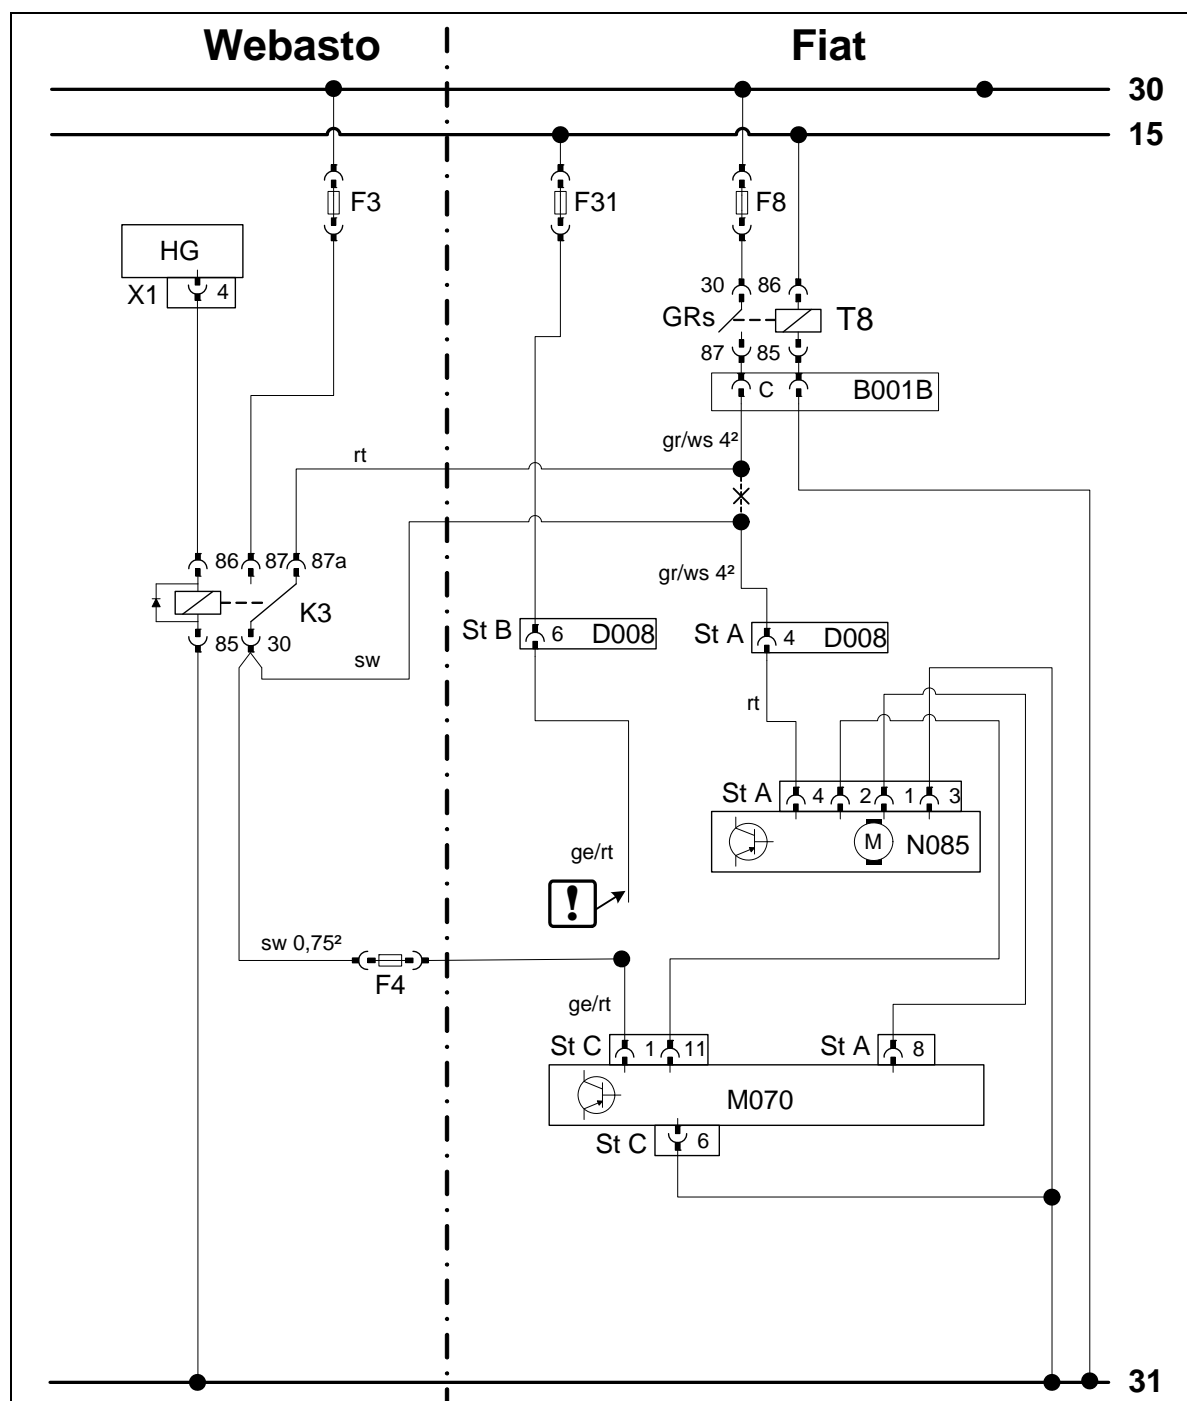 Webasto Fiat
30
15
F3 F31 F8
HG
X1 4
30 86
GRs T8
87 85
C B001B
gr/ws 4²
rt
86 87 87a
gr/ws 4²
K3
St B 6 D008 St A 4 D008
85 30
sw
rt
St A 4 2 1 3
M N085
ge/rt
!
sw 0,75²
F4
ge/rt
St C 1 11 St A 8
M070
St C 6
31